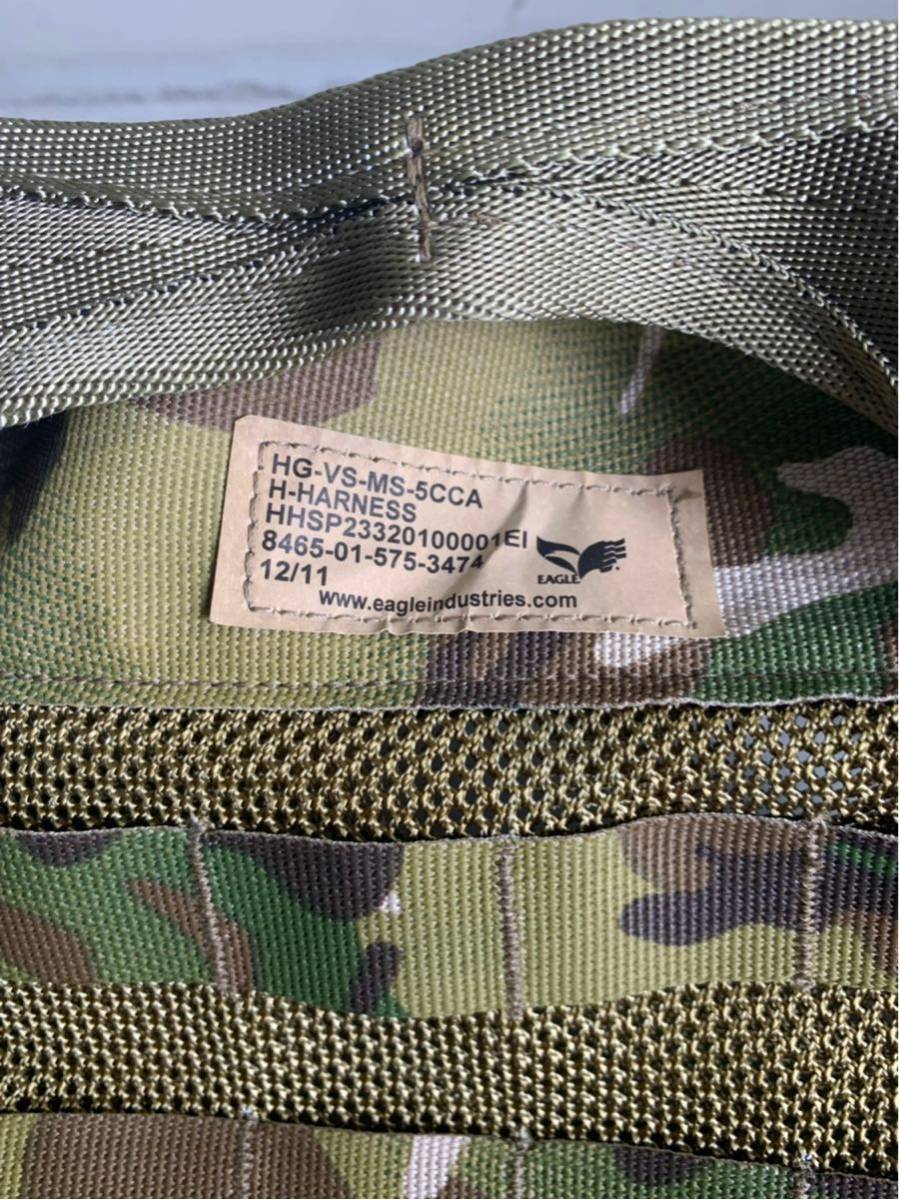 HG-VS-MS-5CCA
H-HARNESS
HHSP23320100001EI
8465-01-575-3474
12/11
EAGLE
www.eagleindustries.com